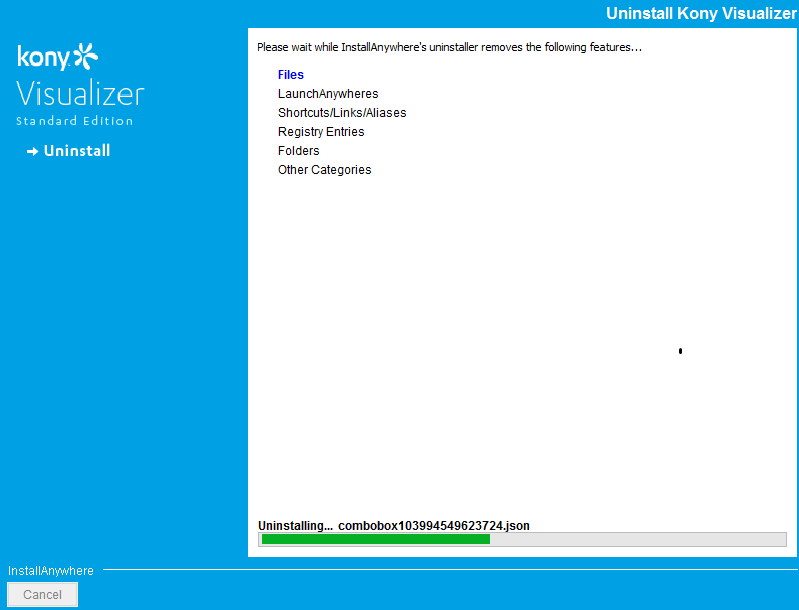 Uninstall Kony Visualizer
kony
Visualizer
Standard Edition
Uninstall
Please wait while InstallAnywhere's uninstaller removes the following features...
Files
LaunchAnywheres
Shortcuts/Links/Aliases
Registry Entries
Folders
Other Categories
Uninstalling... combobox103994549623724.json
InstallAnywhere
Cancel